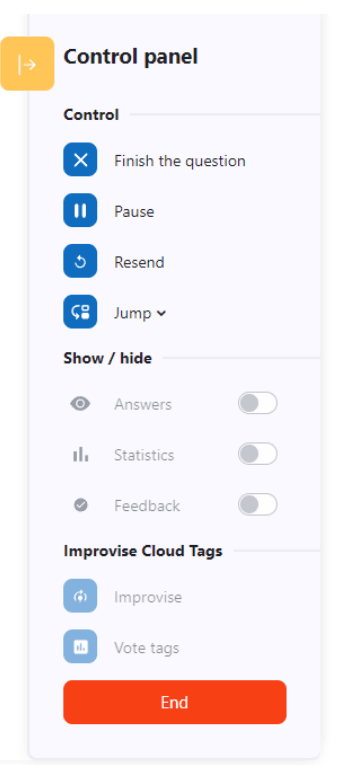 Control panel
Control
Finish the question
Pause
Resend
Jump
Show / hide
Answers
Statistics
Feedback
Improvise Cloud Tags
Improvise
Vote tags
End